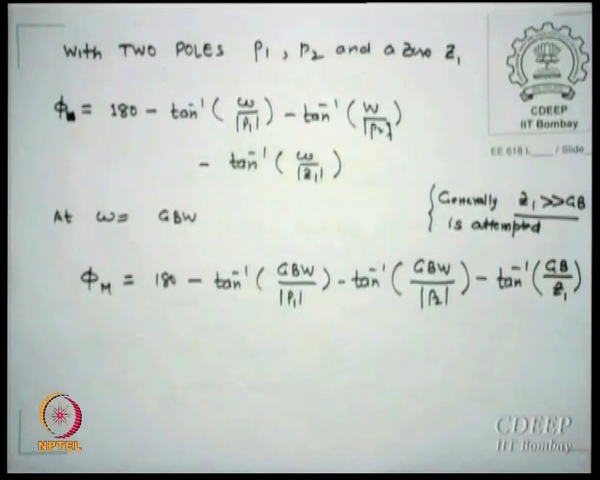 With TWO POLES P1, P2 and a zero Z1
CDEEP
IIT Bombay
EE 618 L____ / Slide_
ϕ = 180 - tan⁻¹(ω/|P1|) - tan⁻¹(W/|P2|)
- tan⁻¹(ω/|Z1|)
At ω = GBW
{Generally Z1 >> GB
is attempted
ϕM = 180 - tan⁻¹(GBW/|P1|) - tan⁻¹(GBW/|P2|) - tan⁻¹(GB/Z1)
NPTEL
CDEEP
IIT Bombay